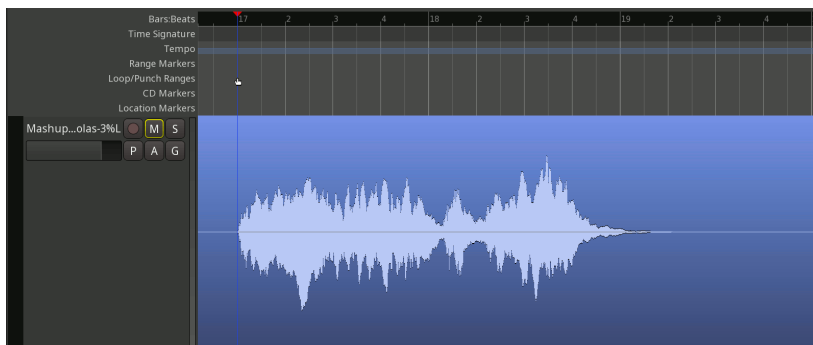 Bars:Beats 17 2 3 4 18 2 3 4 19 2 3 4
Time Signature
Tempo
Range Markers
Loop/Punch Ranges
CD Markers
Location Markers
Mashup...olas-3%L M S
P A G